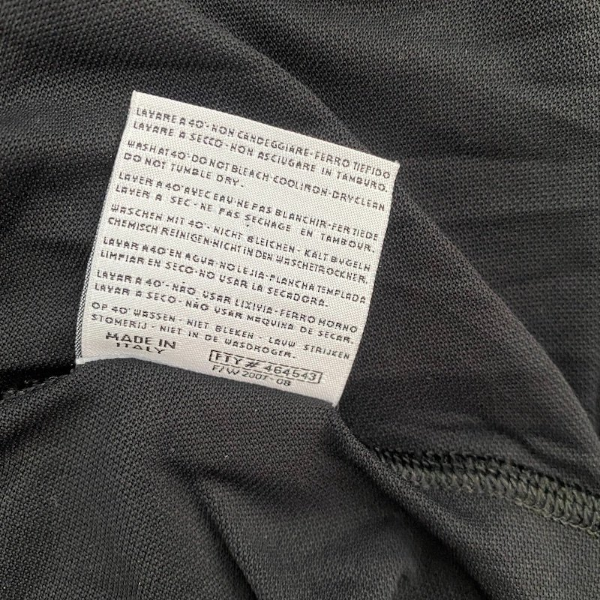 LAVARE A 40°- NON CANDEGGIARE - FERRO TIEPIDO
LAVARE A SECCO - NON ASCIUGARE IN TAMBURO.
WASH AT 40°- DO NOT BLEACH - COOL IRON - DRYCLEAN
DO NOT TUMBLE DRY.
LAVER A 40° AVEC EAU - NE PAS BLANCHIR - FER TIEDE
LAVER A SEC - NE PAS SECHAGE EN TAMBOUR.
WASCHEN MIT 40°- NICHT BLEICHEN - KALT BUGELN
CHEMISCH REINIGEN - NICHT IN DEN WASCHETROCKNER.
LAVAR A 40° EN AGUA - NO LEJIA - PLANCHA TEMPLADA
LIMPIAR EN SECO - NO USAR LA SECADORA.
LAVAR A 40°- NÃO USAR LIXIVIA - FERRO MORNO
LAVAR A SECO - NÃO USAR MAQUINA DE SECAR.
OP 40° WASSEN - NIET BLEKEN - LAUW STRIJKEN
STOMERIJ - NIET IN DE WASDROGER.
MADE IN
ITALY
FTY # 464543
F/W 2007-08